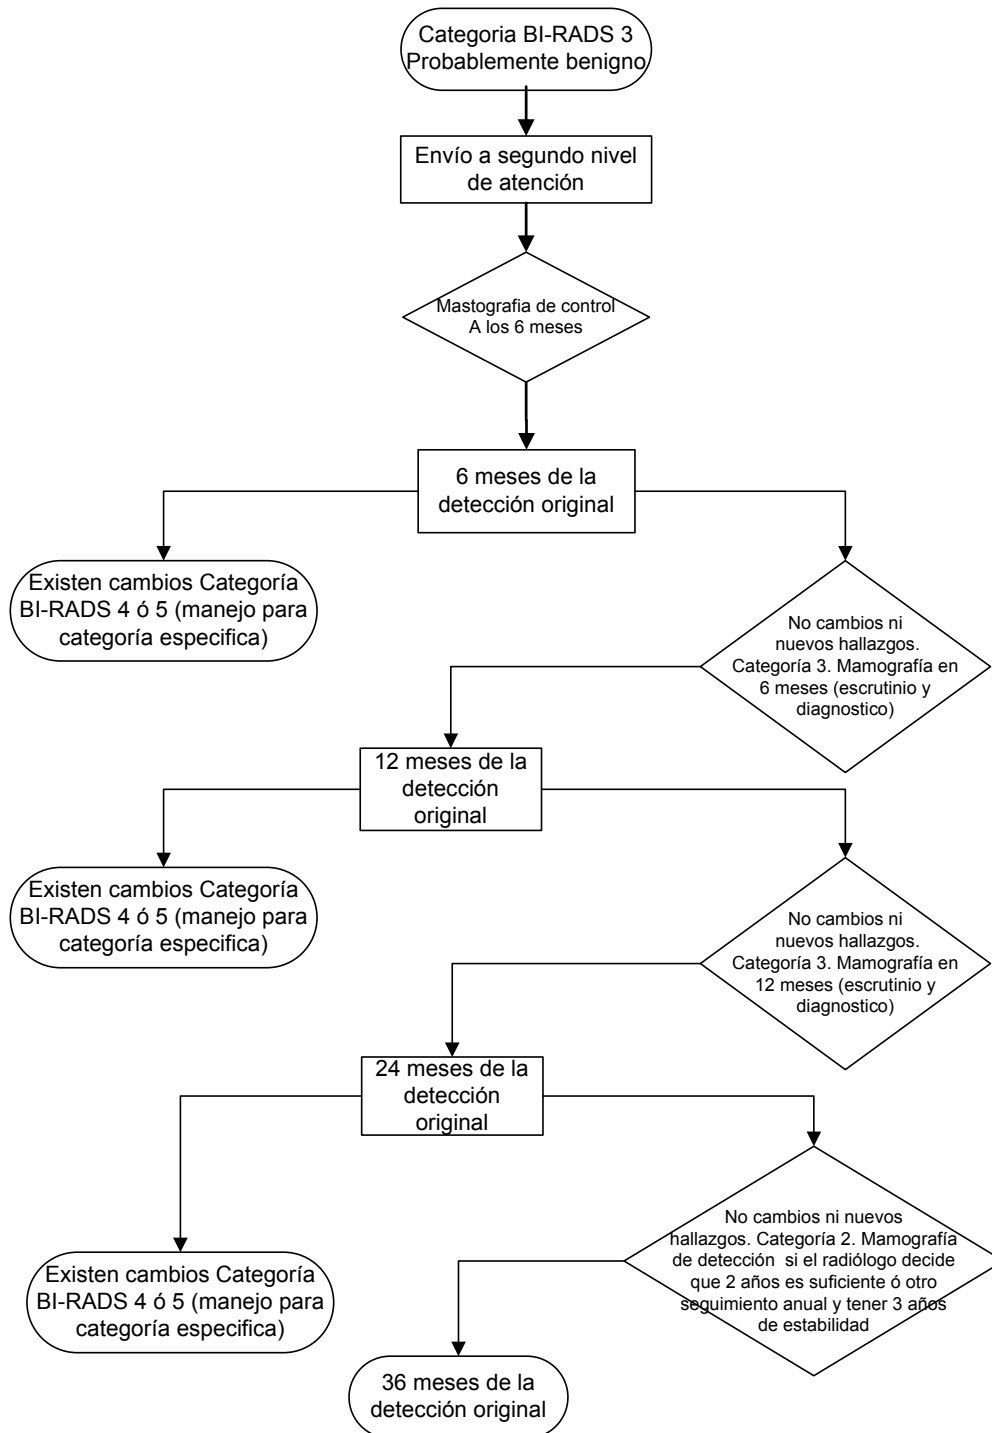 Categoria BI-RADS 3
Probablemente benigno
Envío a segundo nivel
de atención
Mastografia de control
A los 6 meses
6 meses de la
detección original
Existen cambios Categoría
BI-RADS 4 ó 5 (manejo para
categoría especifica)
No cambios ni
nuevos hallazgos.
Categoría 3. Mamografía en
6 meses (escrutinio y
diagnostico)
12 meses de la
detección
original
Existen cambios Categoría
BI-RADS 4 ó 5 (manejo para
categoría especifica)
No cambios ni
nuevos hallazgos.
Categoría 3. Mamografía en
12 meses (escrutinio y
diagnostico)
24 meses de la
detección
original
Existen cambios Categoría
BI-RADS 4 ó 5 (manejo para
categoría especifica)
No cambios ni nuevos
hallazgos. Categoría 2. Mamografía
de detección si el radiólogo decide
que 2 años es suficiente ó otro
seguimiento anual y tener 3 años
de estabilidad
36 meses de la
detección original